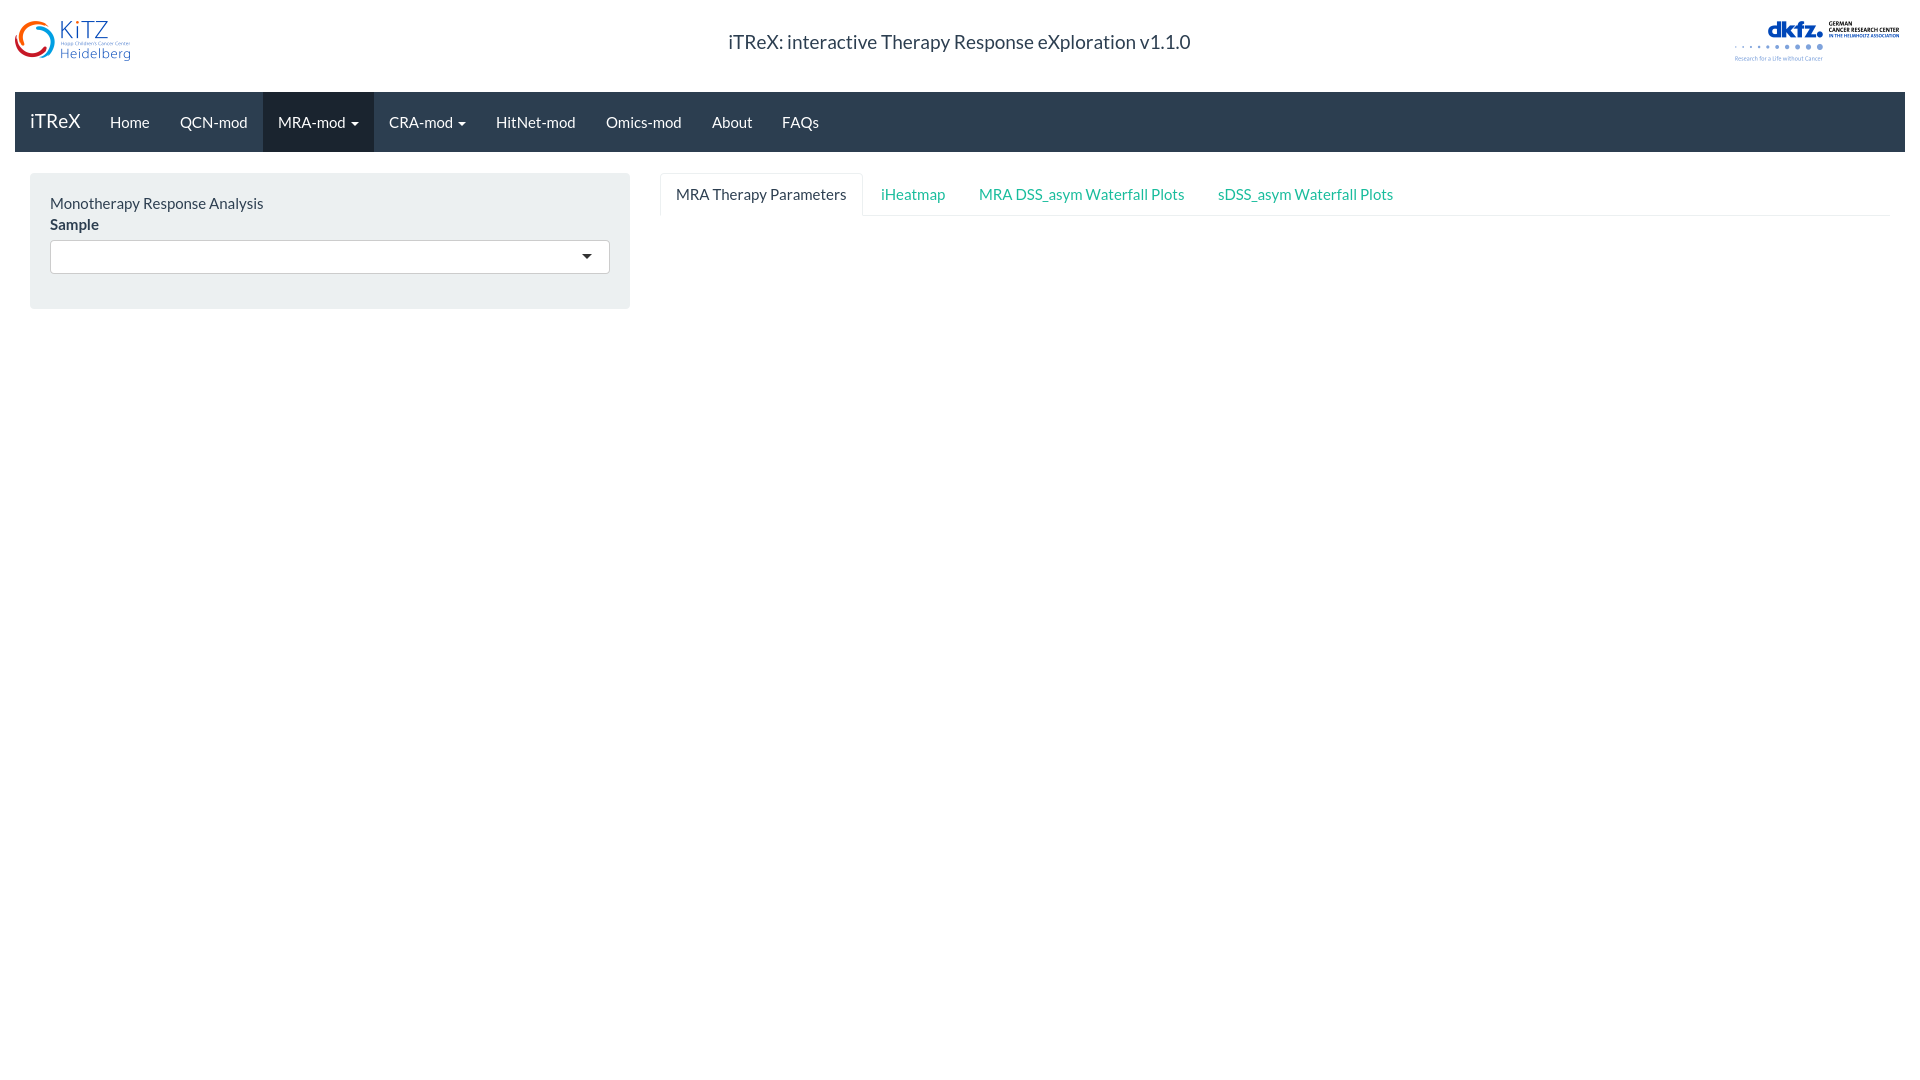 KiTZ
Hopp Children's Cancer Center
Heidelberg
iTReX: interactive Therapy Response eXploration v1.1.0
dkfz.
GERMAN
CANCER RESEARCH CENTER
IN THE HELMHOLTZ ASSOCIATION
Research for a Life without Cancer
iTReX Home QCN-mod MRA-mod CRA-mod HitNet-mod Omics-mod About FAQs
Monotherapy Response Analysis
Sample
MRA Therapy Parameters iHeatmap MRA DSS_asym Waterfall Plots sDSS_asym Waterfall Plots